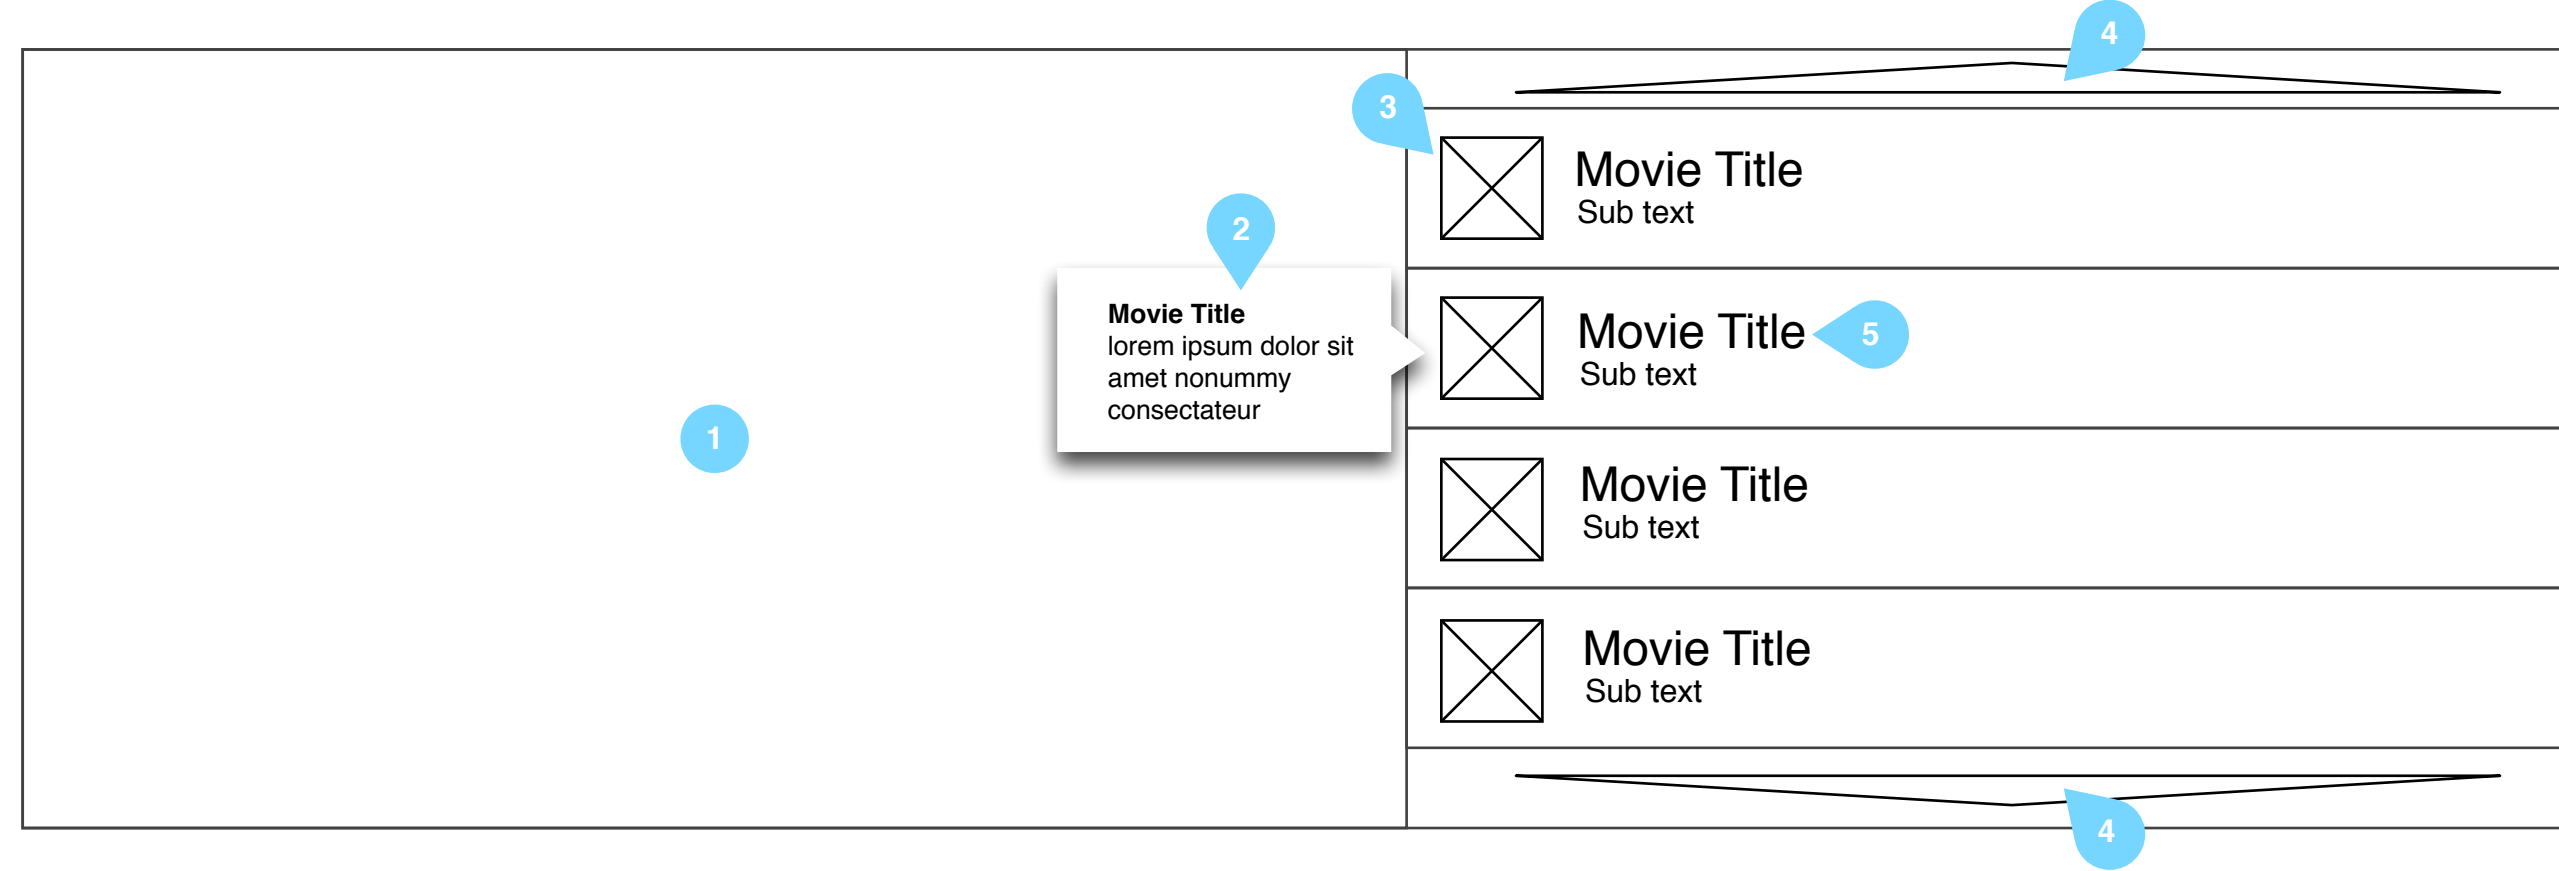 4
3
Movie Title
Sub text
2
Movie Title
lorem ipsum dolor sit
amet nonummy
consectateur
Movie Title
5
Sub text
1
Movie Title
Sub text
Movie Title
Sub text
4